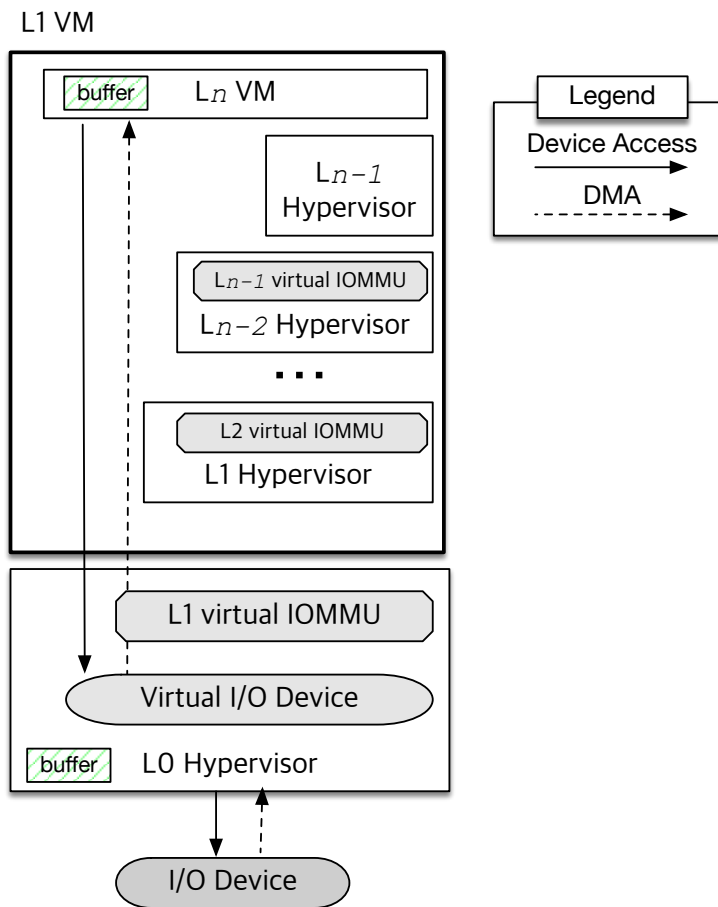 L1 VM
buffer
Ln VM
Legend
Device Access
DMA
Ln-1
Hypervisor
Ln-1 virtual IOMMU
Ln-2 Hypervisor
...
L2 virtual IOMMU
L1 Hypervisor
L1 virtual IOMMU
Virtual I/O Device
buffer
L0 Hypervisor
I/O Device